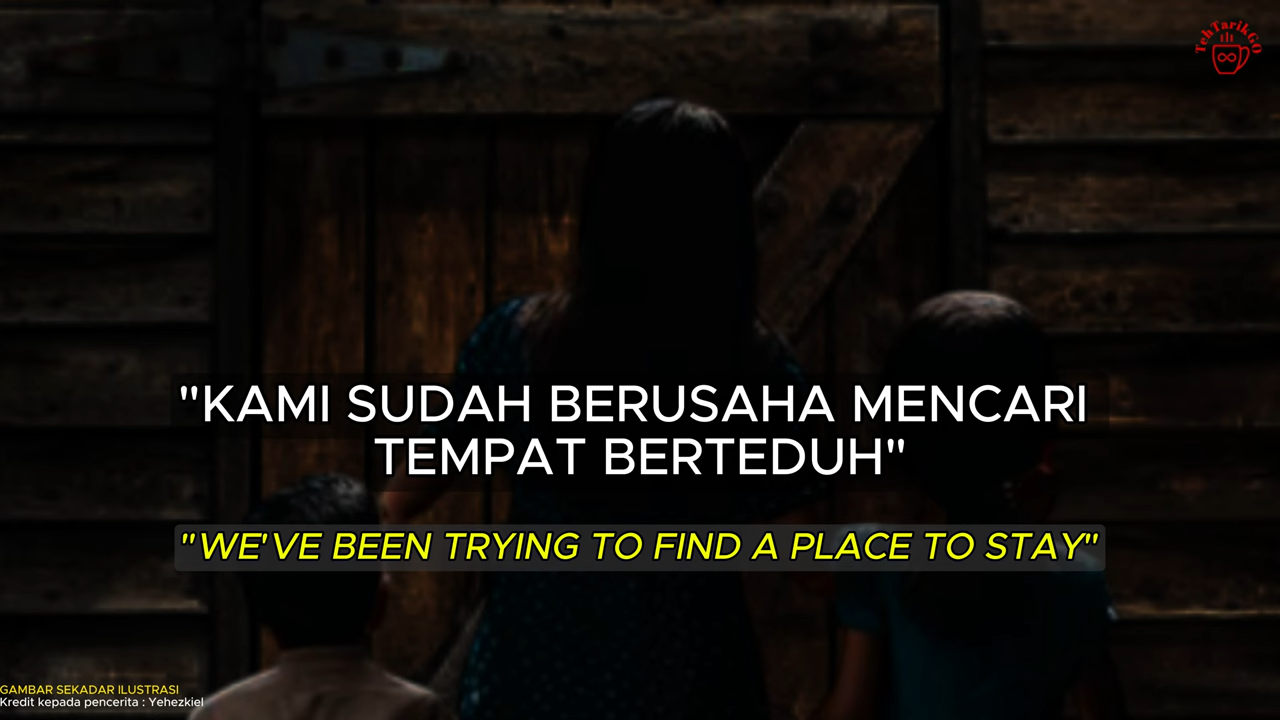 TehTarikGO
"KAMI SUDAH BERUSAHA MENCARI
TEMPAT BERTEDUH"
"WE'VE BEEN TRYING TO FIND A PLACE TO STAY"
GAMBAR SEKADAR ILUSTRASI
Kredit kepada pencerita : Yehezkiel